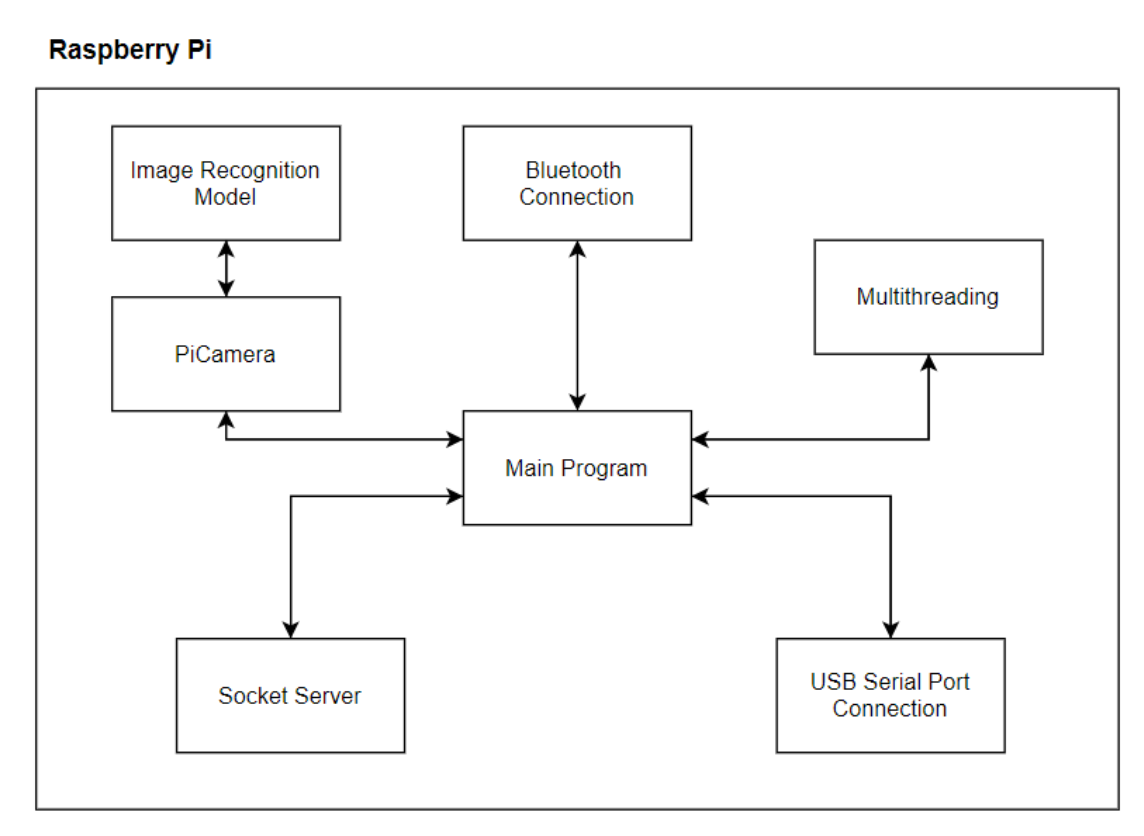 Raspberry Pi
Image Recognition
Model
Bluetooth
Connection
Multithreading
PiCamera
Main Program
Socket Server
USB Serial Port
Connection